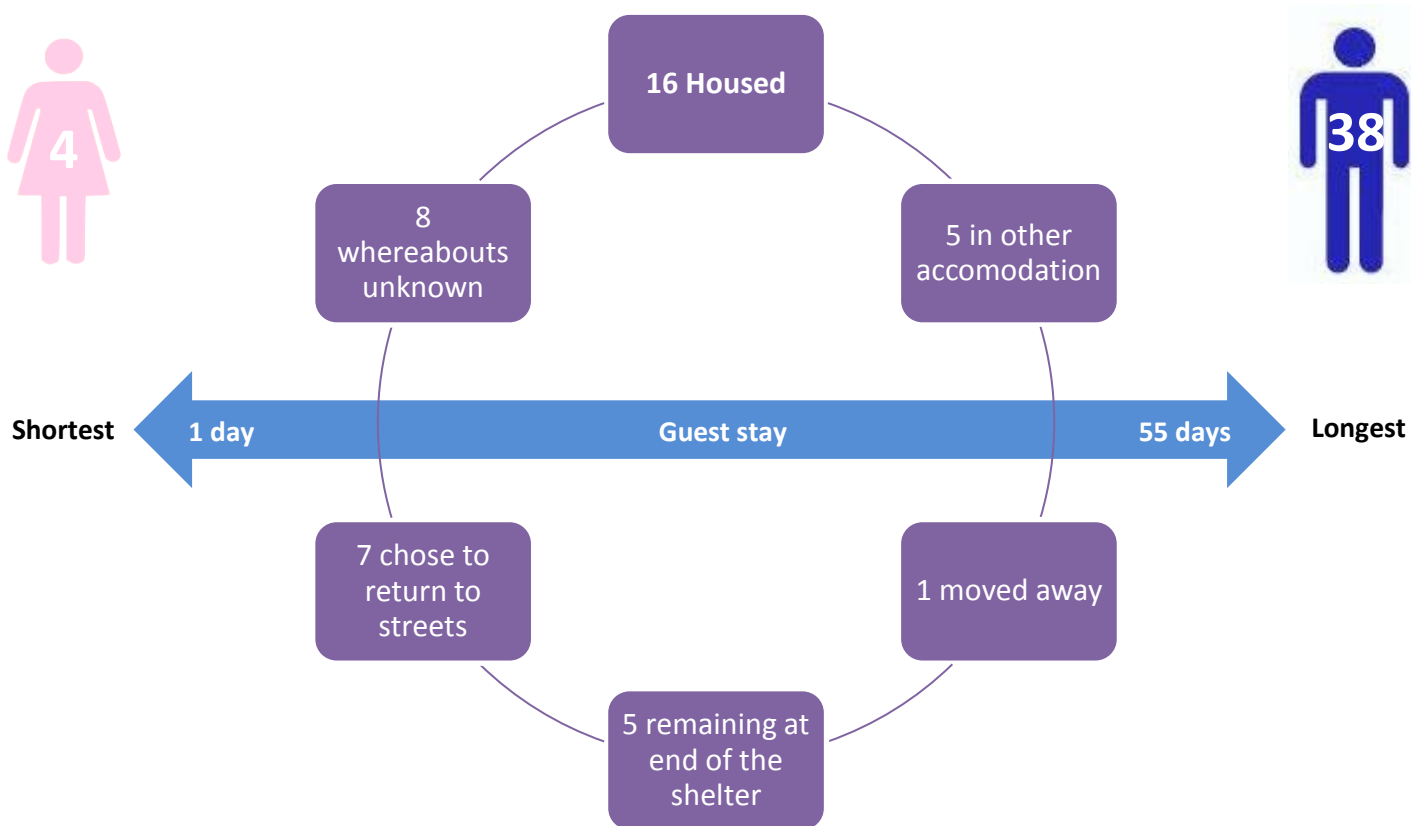 16 Housed
4
38
8
whereabouts
unknown
5 in other
accomodation
Shortest
1 day
Guest stay
55 days
Longest
7 chose to
return to
streets
1 moved away
5 remaining at
end of the
shelter